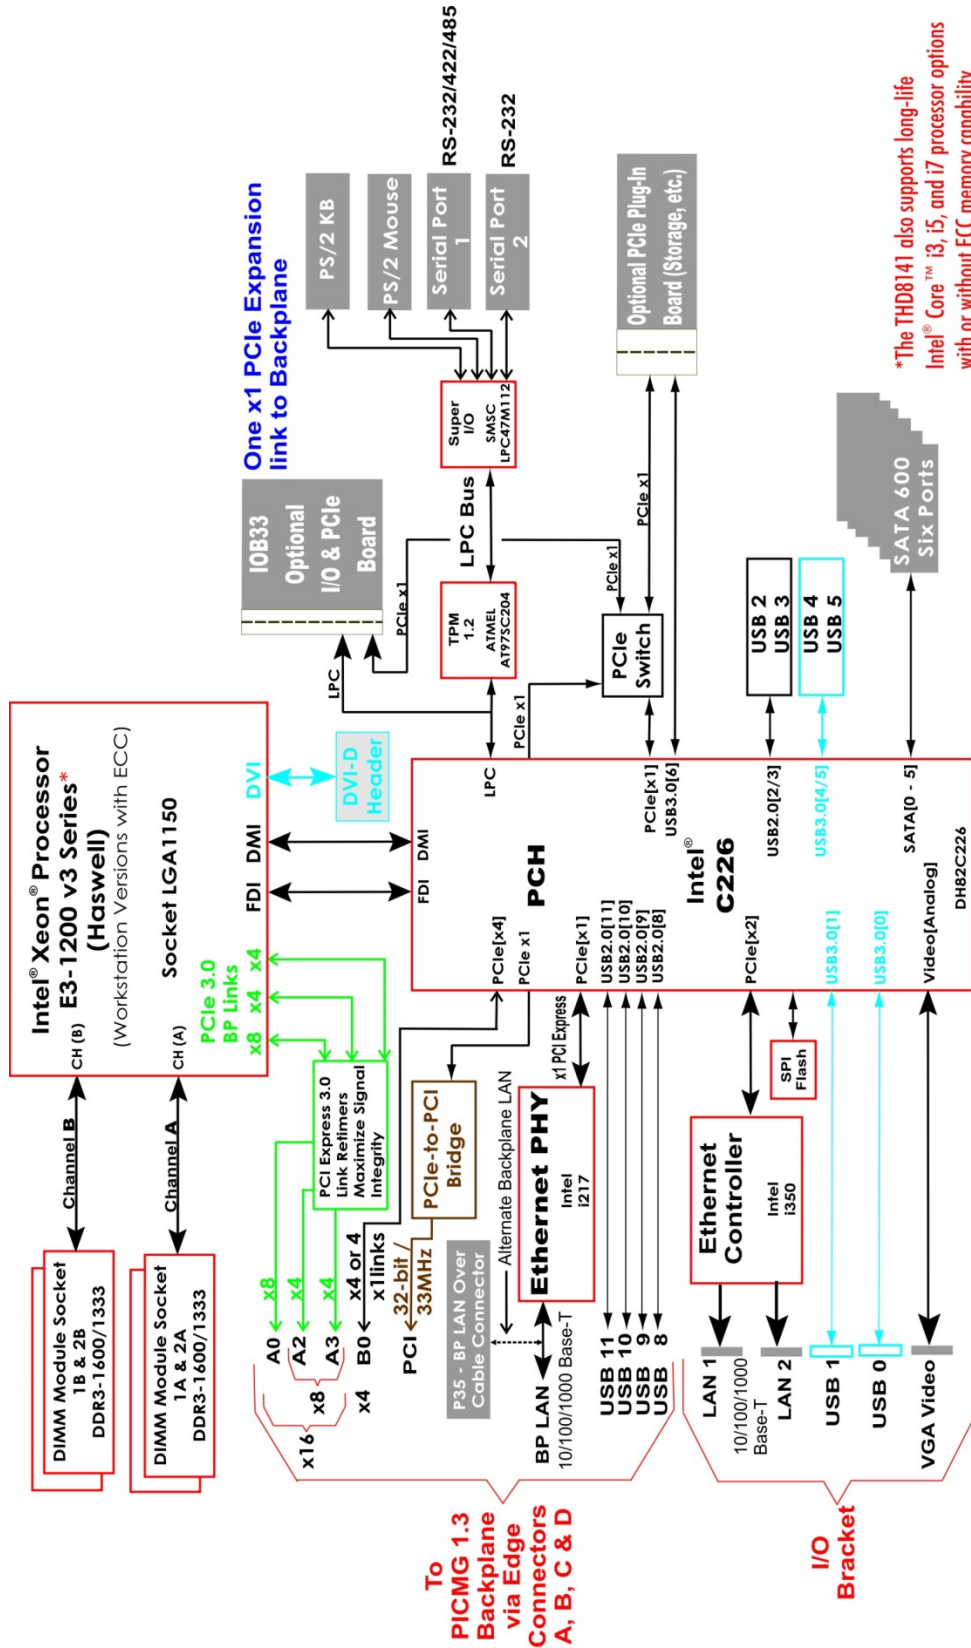 DIMM Module Socket
1B & 2B
DDR3-1600/1333
DIMM Module Socket
1A & 2A
DDR3-1600/1333
Channel B
Channel A
Intel® Xeon® Processor
E3-1200 v3 Series*
(Haswell)
(Workstation Versions with ECC)
CH (B)
CH (A)
Socket LGA1150
PCIe 3.0
BP Links
x8
x4
x4
FDI
DMI
DVI
DVI-D
Header
IOB33
Optional
I/O & PCIe
Board
One x1 PCIe Expansion
link to Backplane
PS/2 KB
PS/2 Mouse
Serial Port
1
RS-232/422/485
Serial Port
2
RS-232
Super
I/O
SMSC
LPC47M112
LPC Bus
TPM
1.2
ATMEL
AT97SC204
LPC
PCIe x1
PCIe x1
PCIe x1
PCIe x1
PCIe
Switch
Optional PCIe Plug-In
Board (Storage, etc.)
PCI Express 3.0
Link Retimers
Maximize Signal
Integrity
x8
x4
x4
A0
A2
A3
x8
x16
B0
x4
x4 or 4
x1links
PCI
32-bit /
33MHz
PCIe-to-PCI
Bridge
P35 - BP LAN Over
Cable Connector
Alternate Backplane LAN
BP LAN
10/100/1000 Base-T
Ethernet PHY
Intel
i217
x1 PCI Express
USB 11
USB 10
USB 9
USB 8
To
PICMG 1.3
Backplane
via Edge
Connectors
A, B, C & D
FDI
DMI
LPC
PCH
Intel®
C226
PCIe[x4]
PCIe x1
PCIe[x1]
USB2.0[11]
USB2.0[10]
USB2.0[9]
USB2.0[8]
PCIe[x2]
USB3.0[1]
USB3.0[0]
Video[Analog]
PCIe[x1]
USB3.0[6]
USB2.0[2/3]
USB3.0[4/5]
SATA[0 - 5]
DH82C226
USB 2
USB 3
USB 4
USB 5
SATA 600
Six Ports
Ethernet
Controller
Intel
i350
SPI
Flash
LAN 1
10/100/1000
Base-T
LAN 2
USB 1
USB 0
VGA Video
I/O
Bracket
*The THD8141 also supports long-life
Intel® Core™ i3, i5, and i7 processor options
with or without ECC memory capability